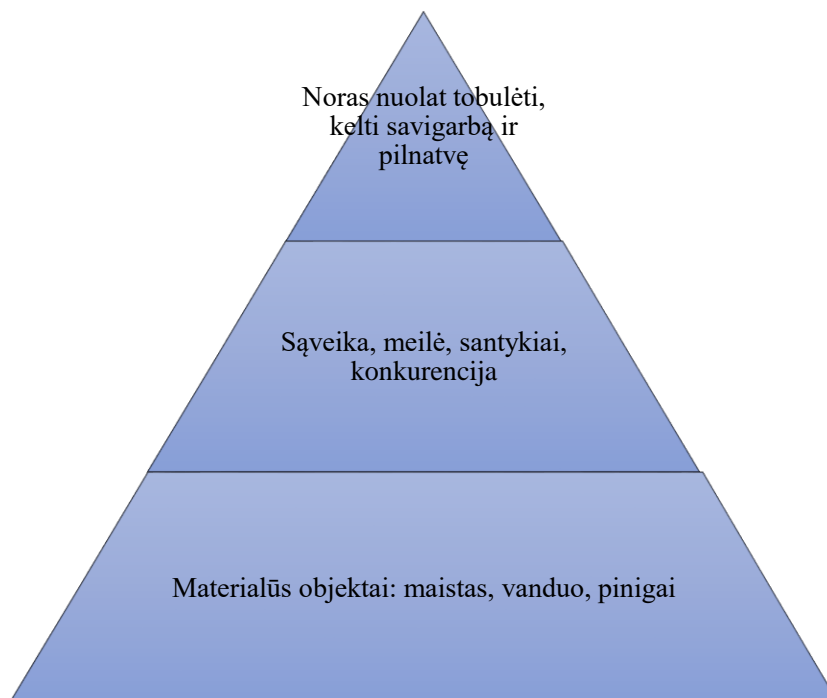 Noras nuolat tobulėti,
kelti savigarbą ir
pilnatvę
Sąveika, meilė, santykiai,
konkurencija
Materialūs objektai: maistas, vanduo, pinigai